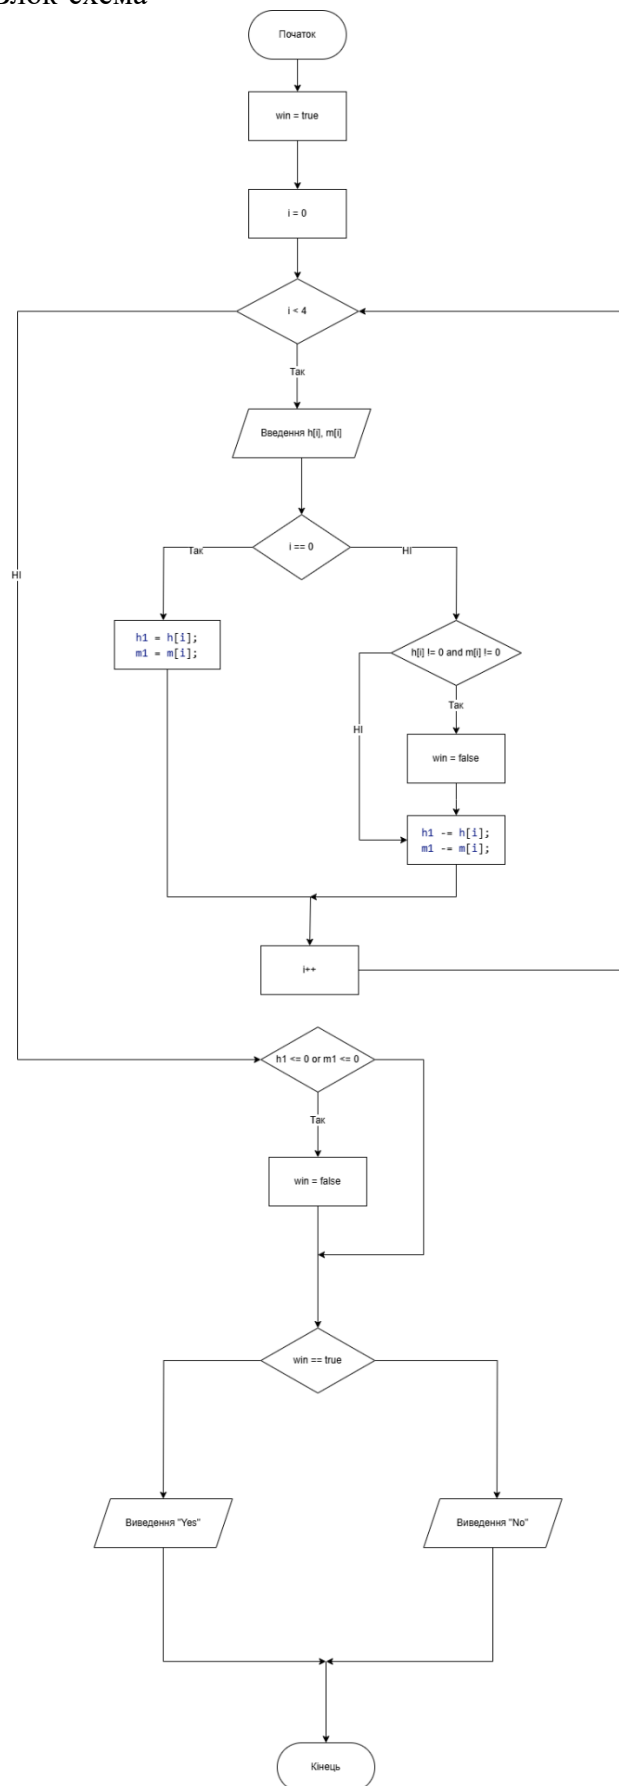 Блок-схема
Початок
win = true
i = 0
i < 4
Так
Введення h[i], m[i]
i == 0
Так
НІ
НІ
h1 = h[i];
m1 = m[i];
h[i] != 0 and m[i] != 0
Так
НІ
win = false
h1 -= h[i];
m1 -= m[i];
i++
h1 <= 0 or m1 <= 0
Так
win = false
win == true
Виведення "Yes"
Виведення "No"
Кінець